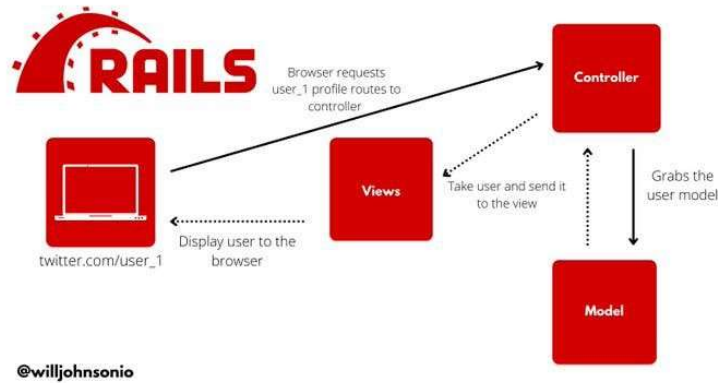 RAILS
Browser requests
user_1 profile routes to
controller
Controller
Views
Take user and send it
to the view
Grabs the
user model
Display user to the
browser
twitter.com/user_1
Model
@willjohnsonio